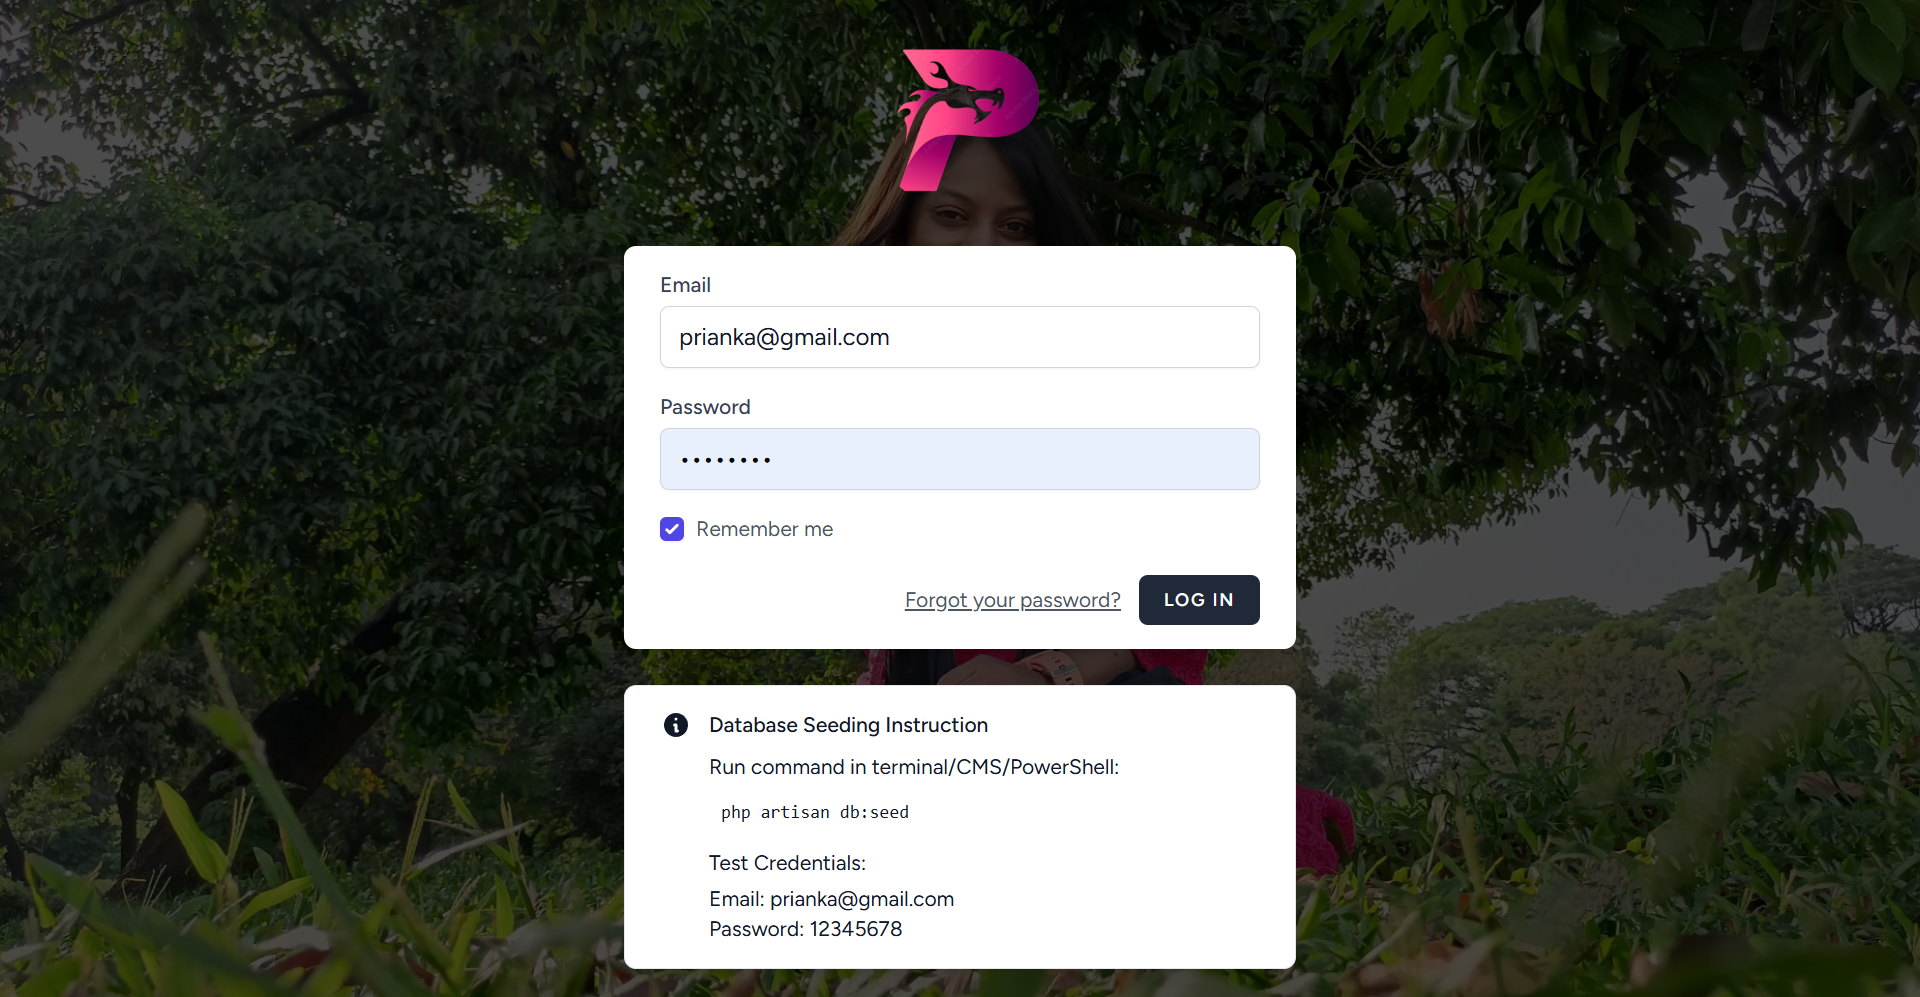 Email
prianka@gmail.com
Password
••••••••
Remember me
Forgot your password? LOG IN
Database Seeding Instruction
Run command in terminal/CMS/PowerShell:
php artisan db:seed
Test Credentials:
Email: prianka@gmail.com
Password: 12345678